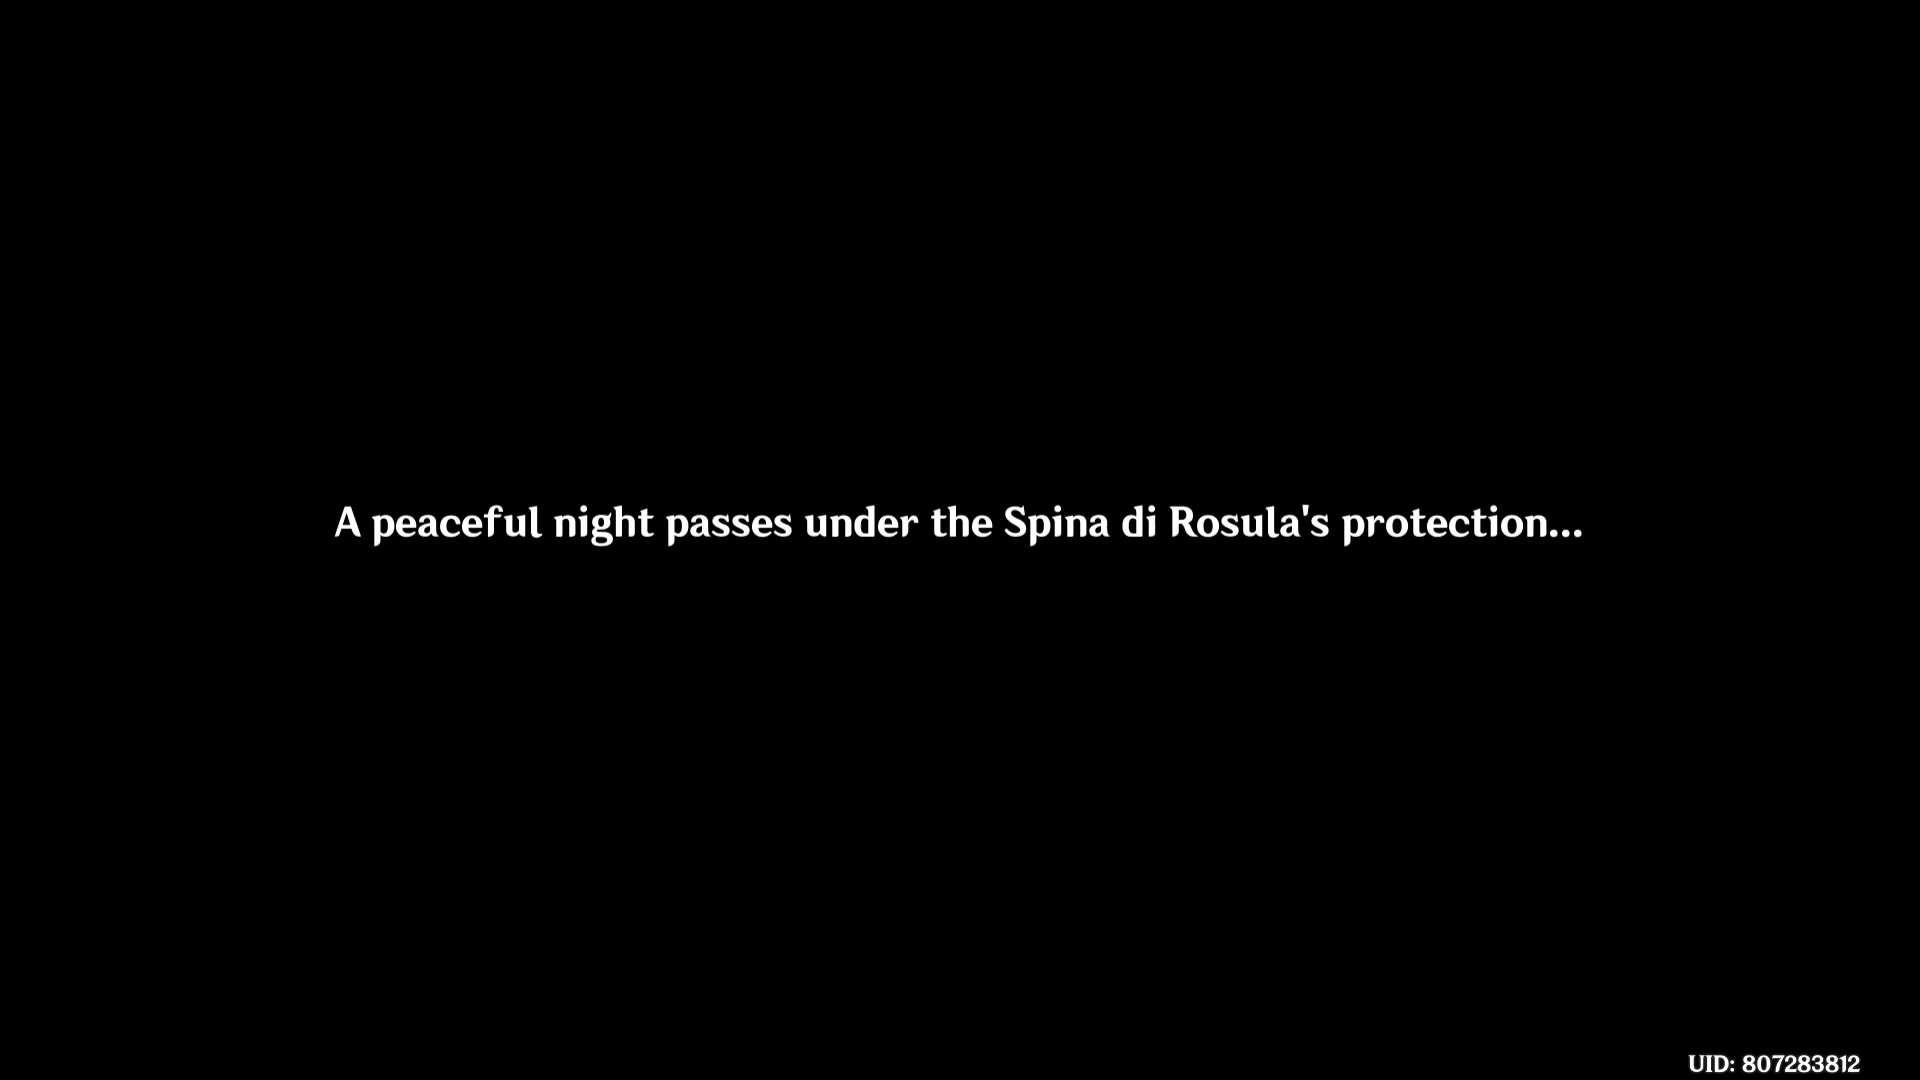 A peaceful night passes under the Spina di Rosula's protection...
UID: 807283812